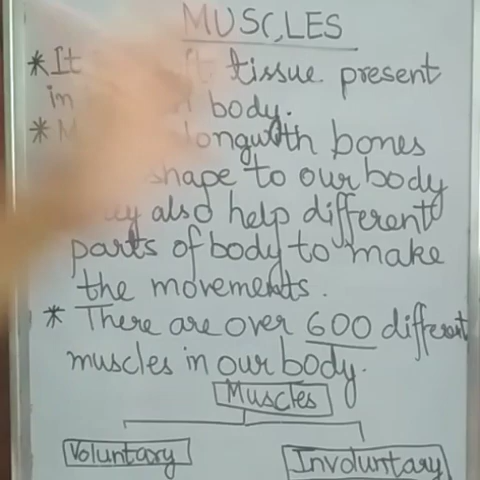 MUSCLES
* It tissue present
in body.
* longwith bones
shape to our body
also help different
parts of body to make
the movements.
* There are over 600 different
muscles in our body.
Muscles
Voluntary Involuntary